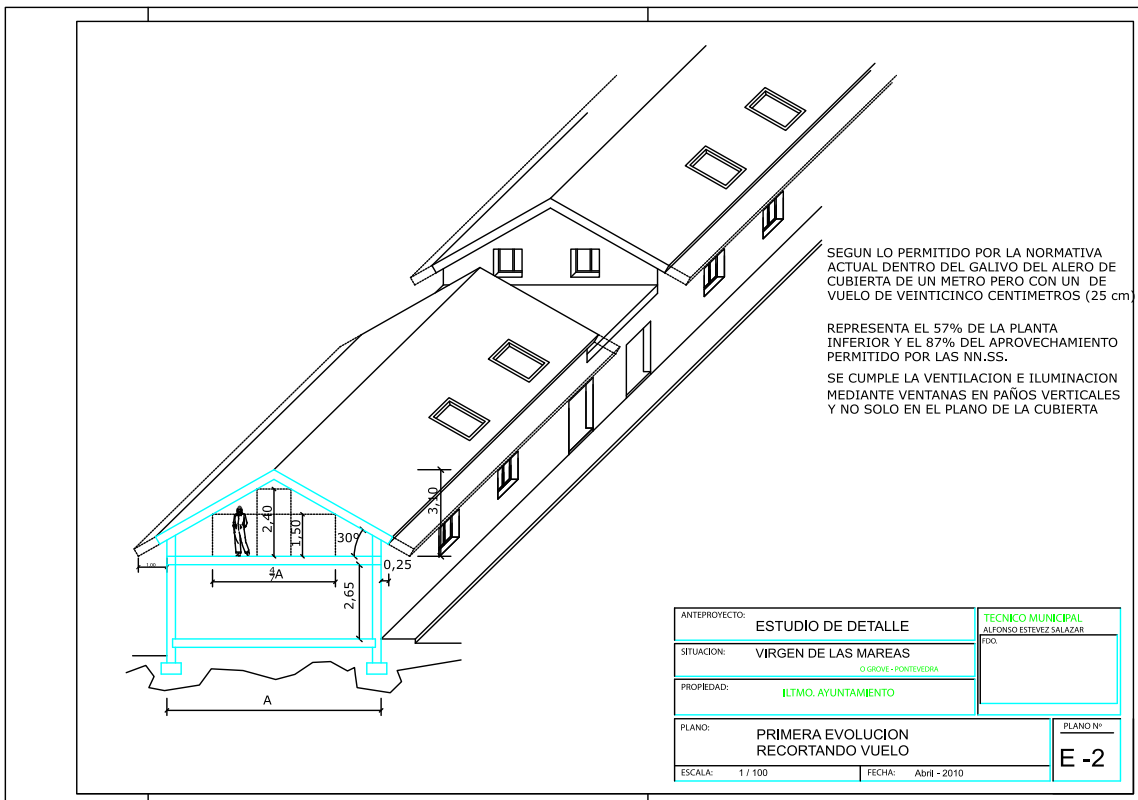 SEGUN LO PERMITIDO POR LA NORMATIVA
ACTUAL DENTRO DEL GALIVO DEL ALERO DE
CUBIERTA DE UN METRO PERO CON UN DE
VUELO DE VEINTICINCO CENTIMETROS (25 cm)
REPRESENTA EL 57% DE LA PLANTA
INFERIOR Y EL 87% DEL APROVECHAMIENTO
PERMITIDO POR LAS NN.SS.
SE CUMPLE LA VENTILACION E ILUMINACION
MEDIANTE VENTANAS EN PAÑOS VERTICALES
Y NO SOLO EN EL PLANO DE LA CUBIERTA
3,10
2,40
1,50
30º
1.00
A
0,25
2,65
A
ANTEPROYECTO:
ESTUDIO DE DETALLE
SITUACION:
VIRGEN DE LAS MAREAS
O GROVE - PONTEVEDRA
PROPIEDAD:
ILTMO. AYUNTAMIENTO
TECNICO MUNICIPAL
ALFONSO ESTEVEZ SALAZAR
FDO.
PLANO:
PRIMERA EVOLUCION
RECORTANDO VUELO
PLANO Nº
E -2
ESCALA: 1 / 100
FECHA: Abril - 2010